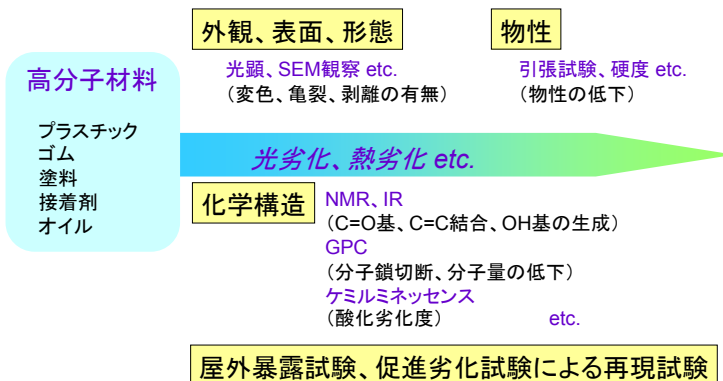 外観、表面、形態
物性
高分子材料
光顕、SEM観察 etc.
(変色、亀裂、剥離の有無)
引張試験、硬度 etc.
(物性の低下)
プラスチック
ゴム
塗料
接着剤
オイル
光劣化、熱劣化 etc.
化学構造
NMR、IR
(C=O基、C=C結合、OH基の生成)
GPC
(分子鎖切断、分子量の低下)
ケミルミネッセンス
(酸化劣化度) etc.
屋外暴露試験、促進劣化試験による再現試験